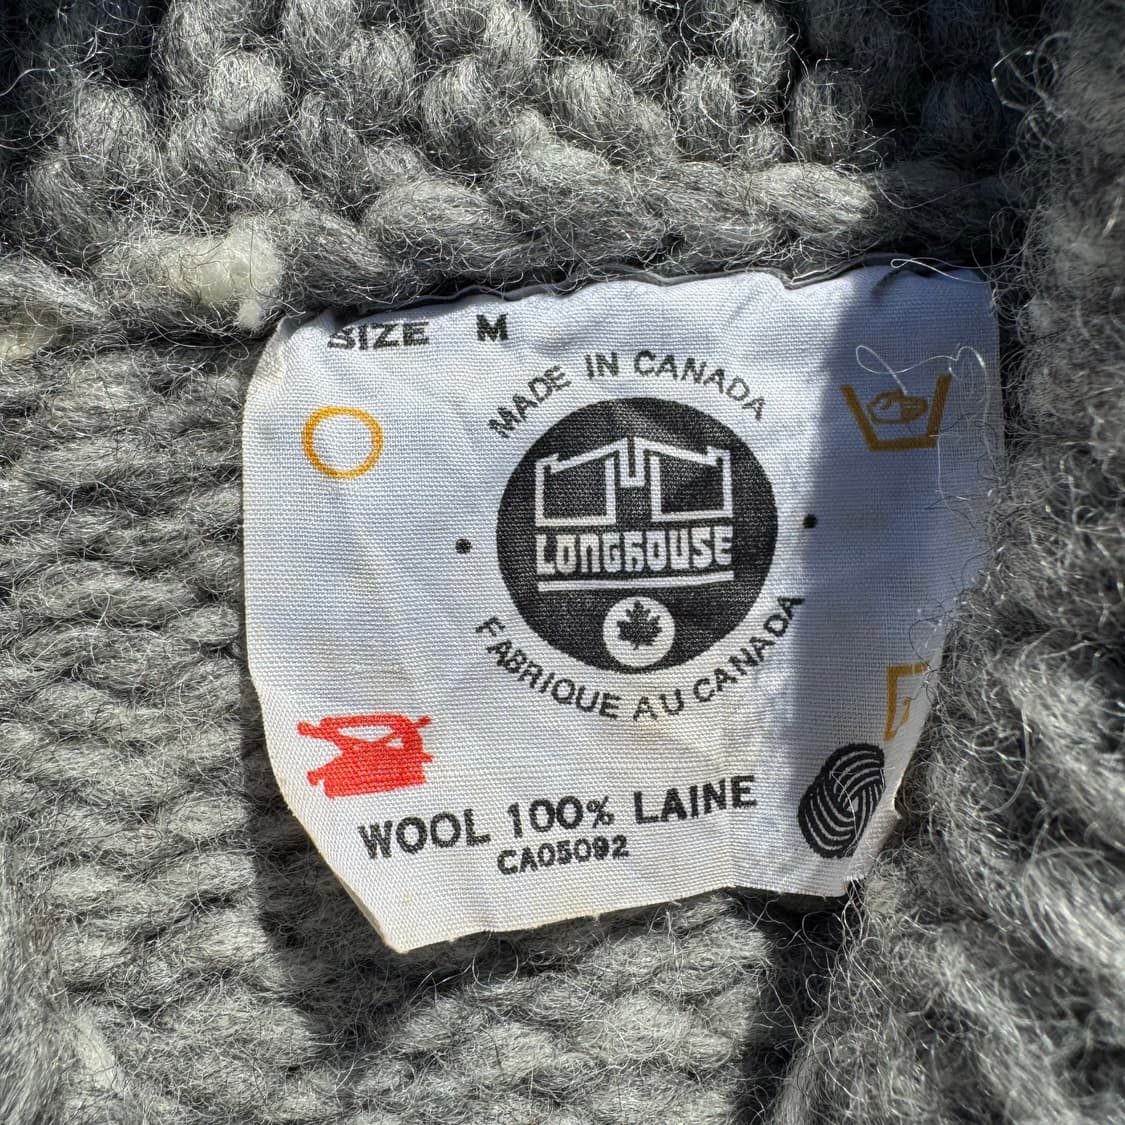 SIZE M
MADE IN CANADA
LONGHOUSE
FABRIQUE AU CANADA
WOOL 100% LAINE
CA05092